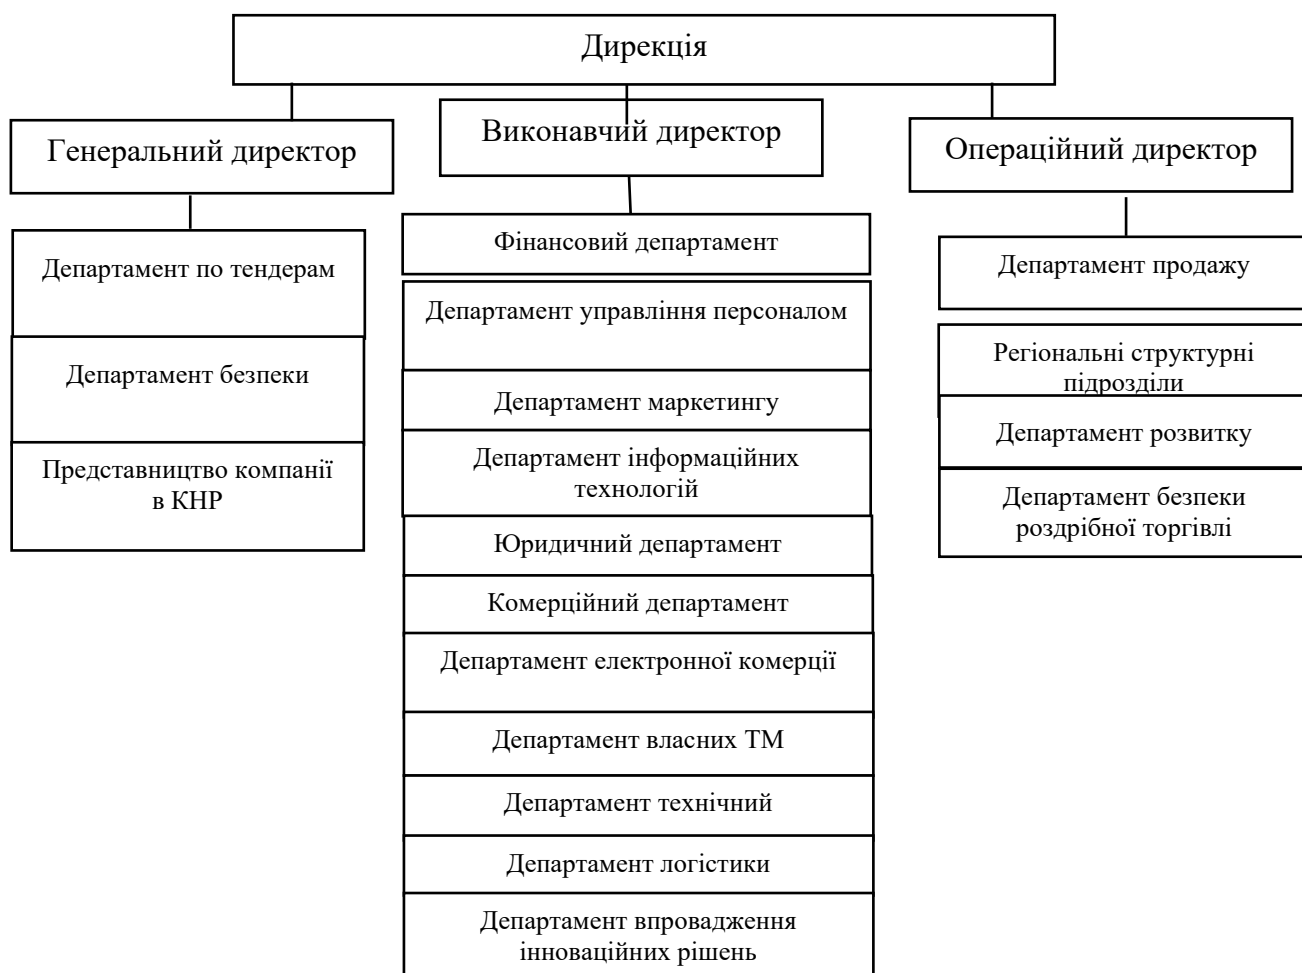 Дирекція
Генеральний директор
Виконавчий директор
Операційний директор
Департамент по тендерам
Департамент безпеки
Представництво компанії
в КНР
Фінансовий департамент
Департамент управління персоналом
Департамент маркетингу
Департамент інформаційних
технологій
Юридичний департамент
Комерційний департамент
Департамент електронної комерції
Департамент власних ТМ
Департамент технічний
Департамент логістики
Департамент впровадження
інноваційних рішень
Департамент продажу
Регіональні структурні
підрозділи
Департамент розвитку
Департамент безпеки
роздрібної торгівлі